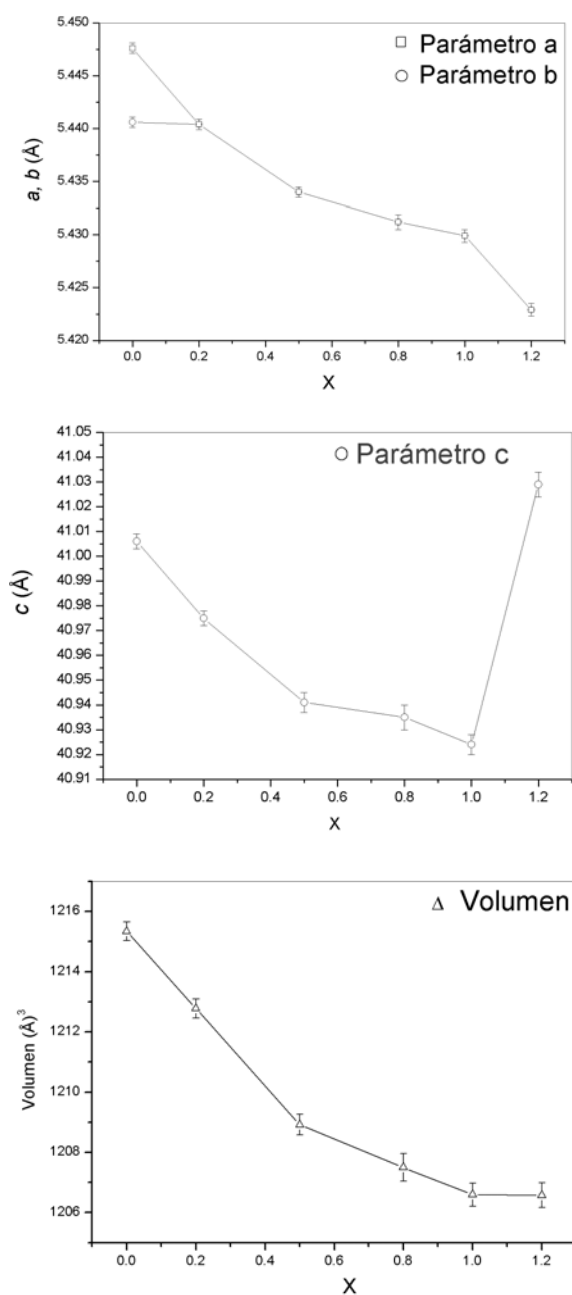 5.450
□ Parámetro a
○ Parámetro b
5.445
5.440
5.435
5.430
5.425
5.420
a, b (Å)
0.0 0.2 0.4 0.6 0.8 1.0 1.2
X
41.05
○ Parámetro c
41.04
41.03
41.01
41.00
40.99
40.98
40.97
40.96
40.95
40.94
40.93
40.92
40.91
c (Å)
0.0 0.2 0.4 0.6 0.8 1.0 1.2
X
Δ Volumen
1216
1214
1212
1210
1208
1206
Volumen (Å)³
0.0 0.2 0.4 0.6 0.8 1.0 1.2
X